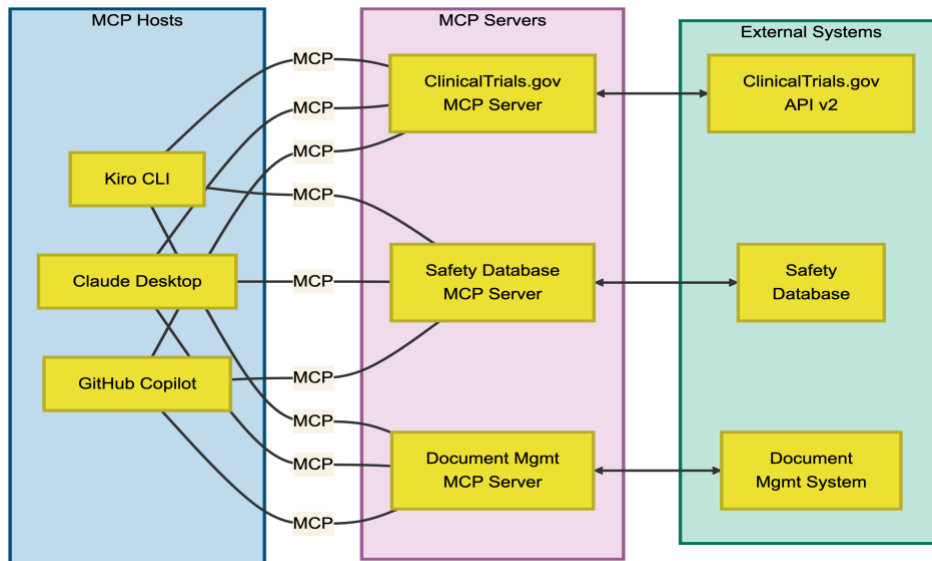 MCP Hosts
MCP Servers
External Systems
MCP
ClinicalTrials.gov
MCP Server
ClinicalTrials.gov
API v2
MCP
MCP
Kiro CLI
MCP
Claude Desktop
MCP
Safety Database
MCP Server
Safety
Database
GitHub Copilot
MCP
MCP
Document Mgmt
MCP Server
Document
Mgmt System
MCP
MCP